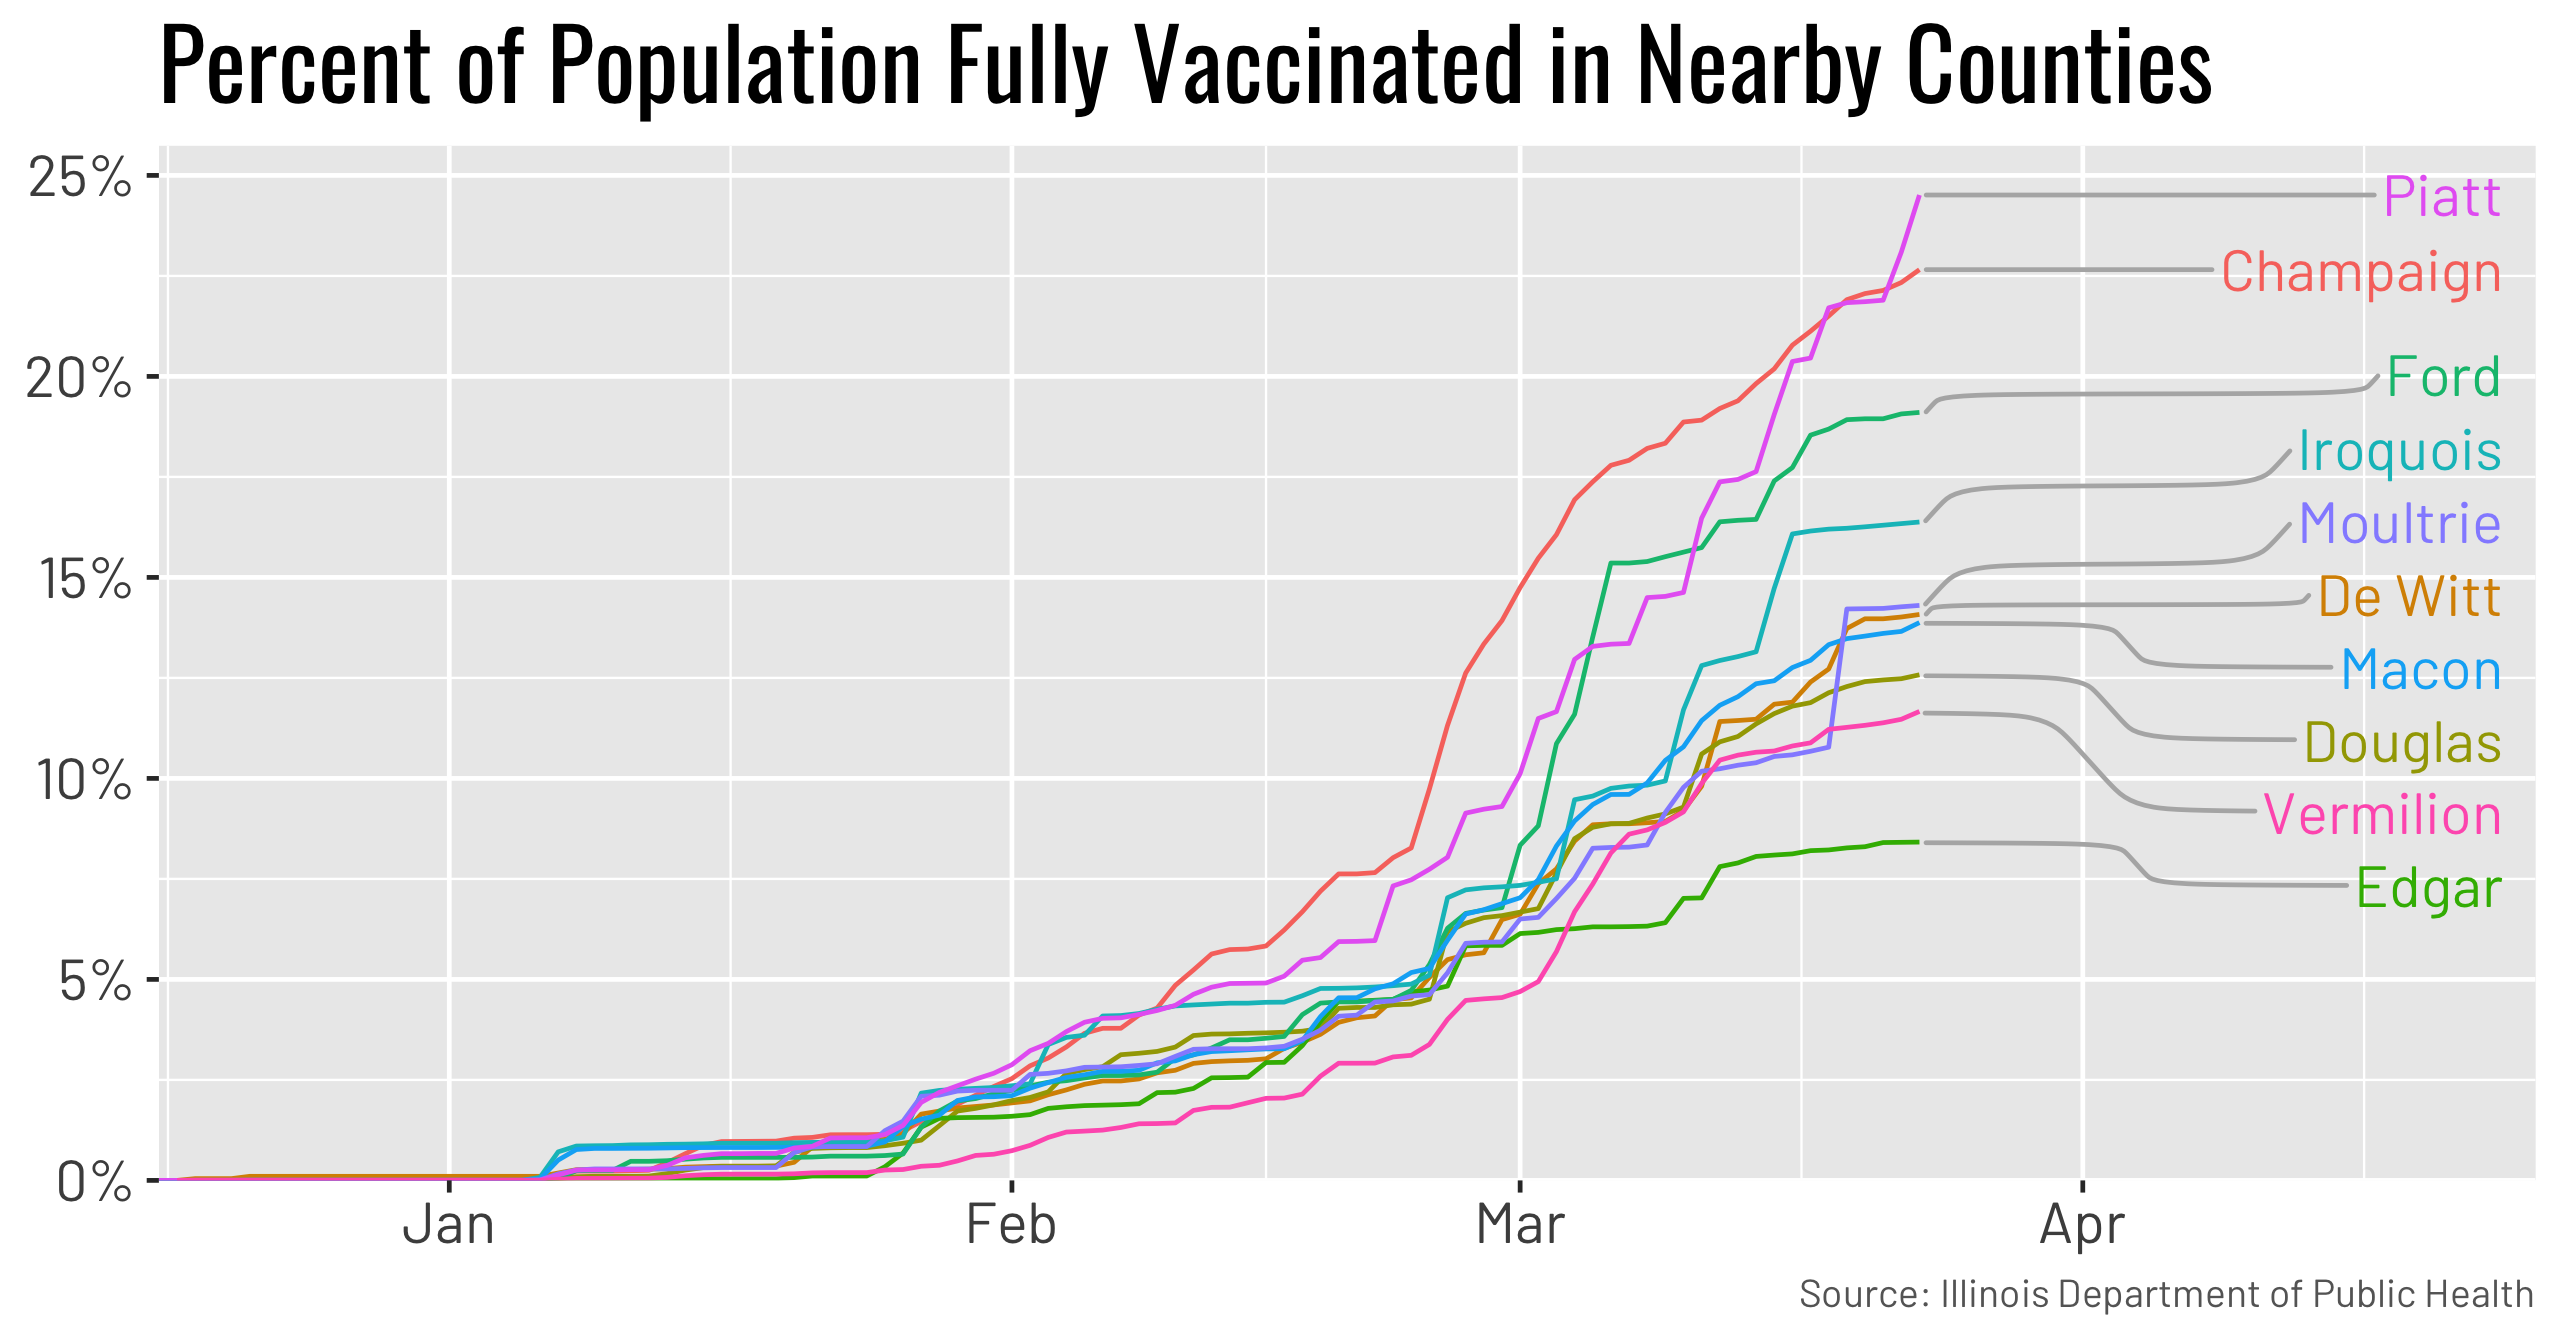 Percent of Population Fully Vaccinated in Nearby Counties
25%
20%
15%
10%
5%
0%
Piatt
Champaign
Ford
Iroquois
Moultrie
De Witt
Macon
Douglas
Vermilion
Edgar
Jan Feb Mar Apr
Source: Illinois Department of Public Health